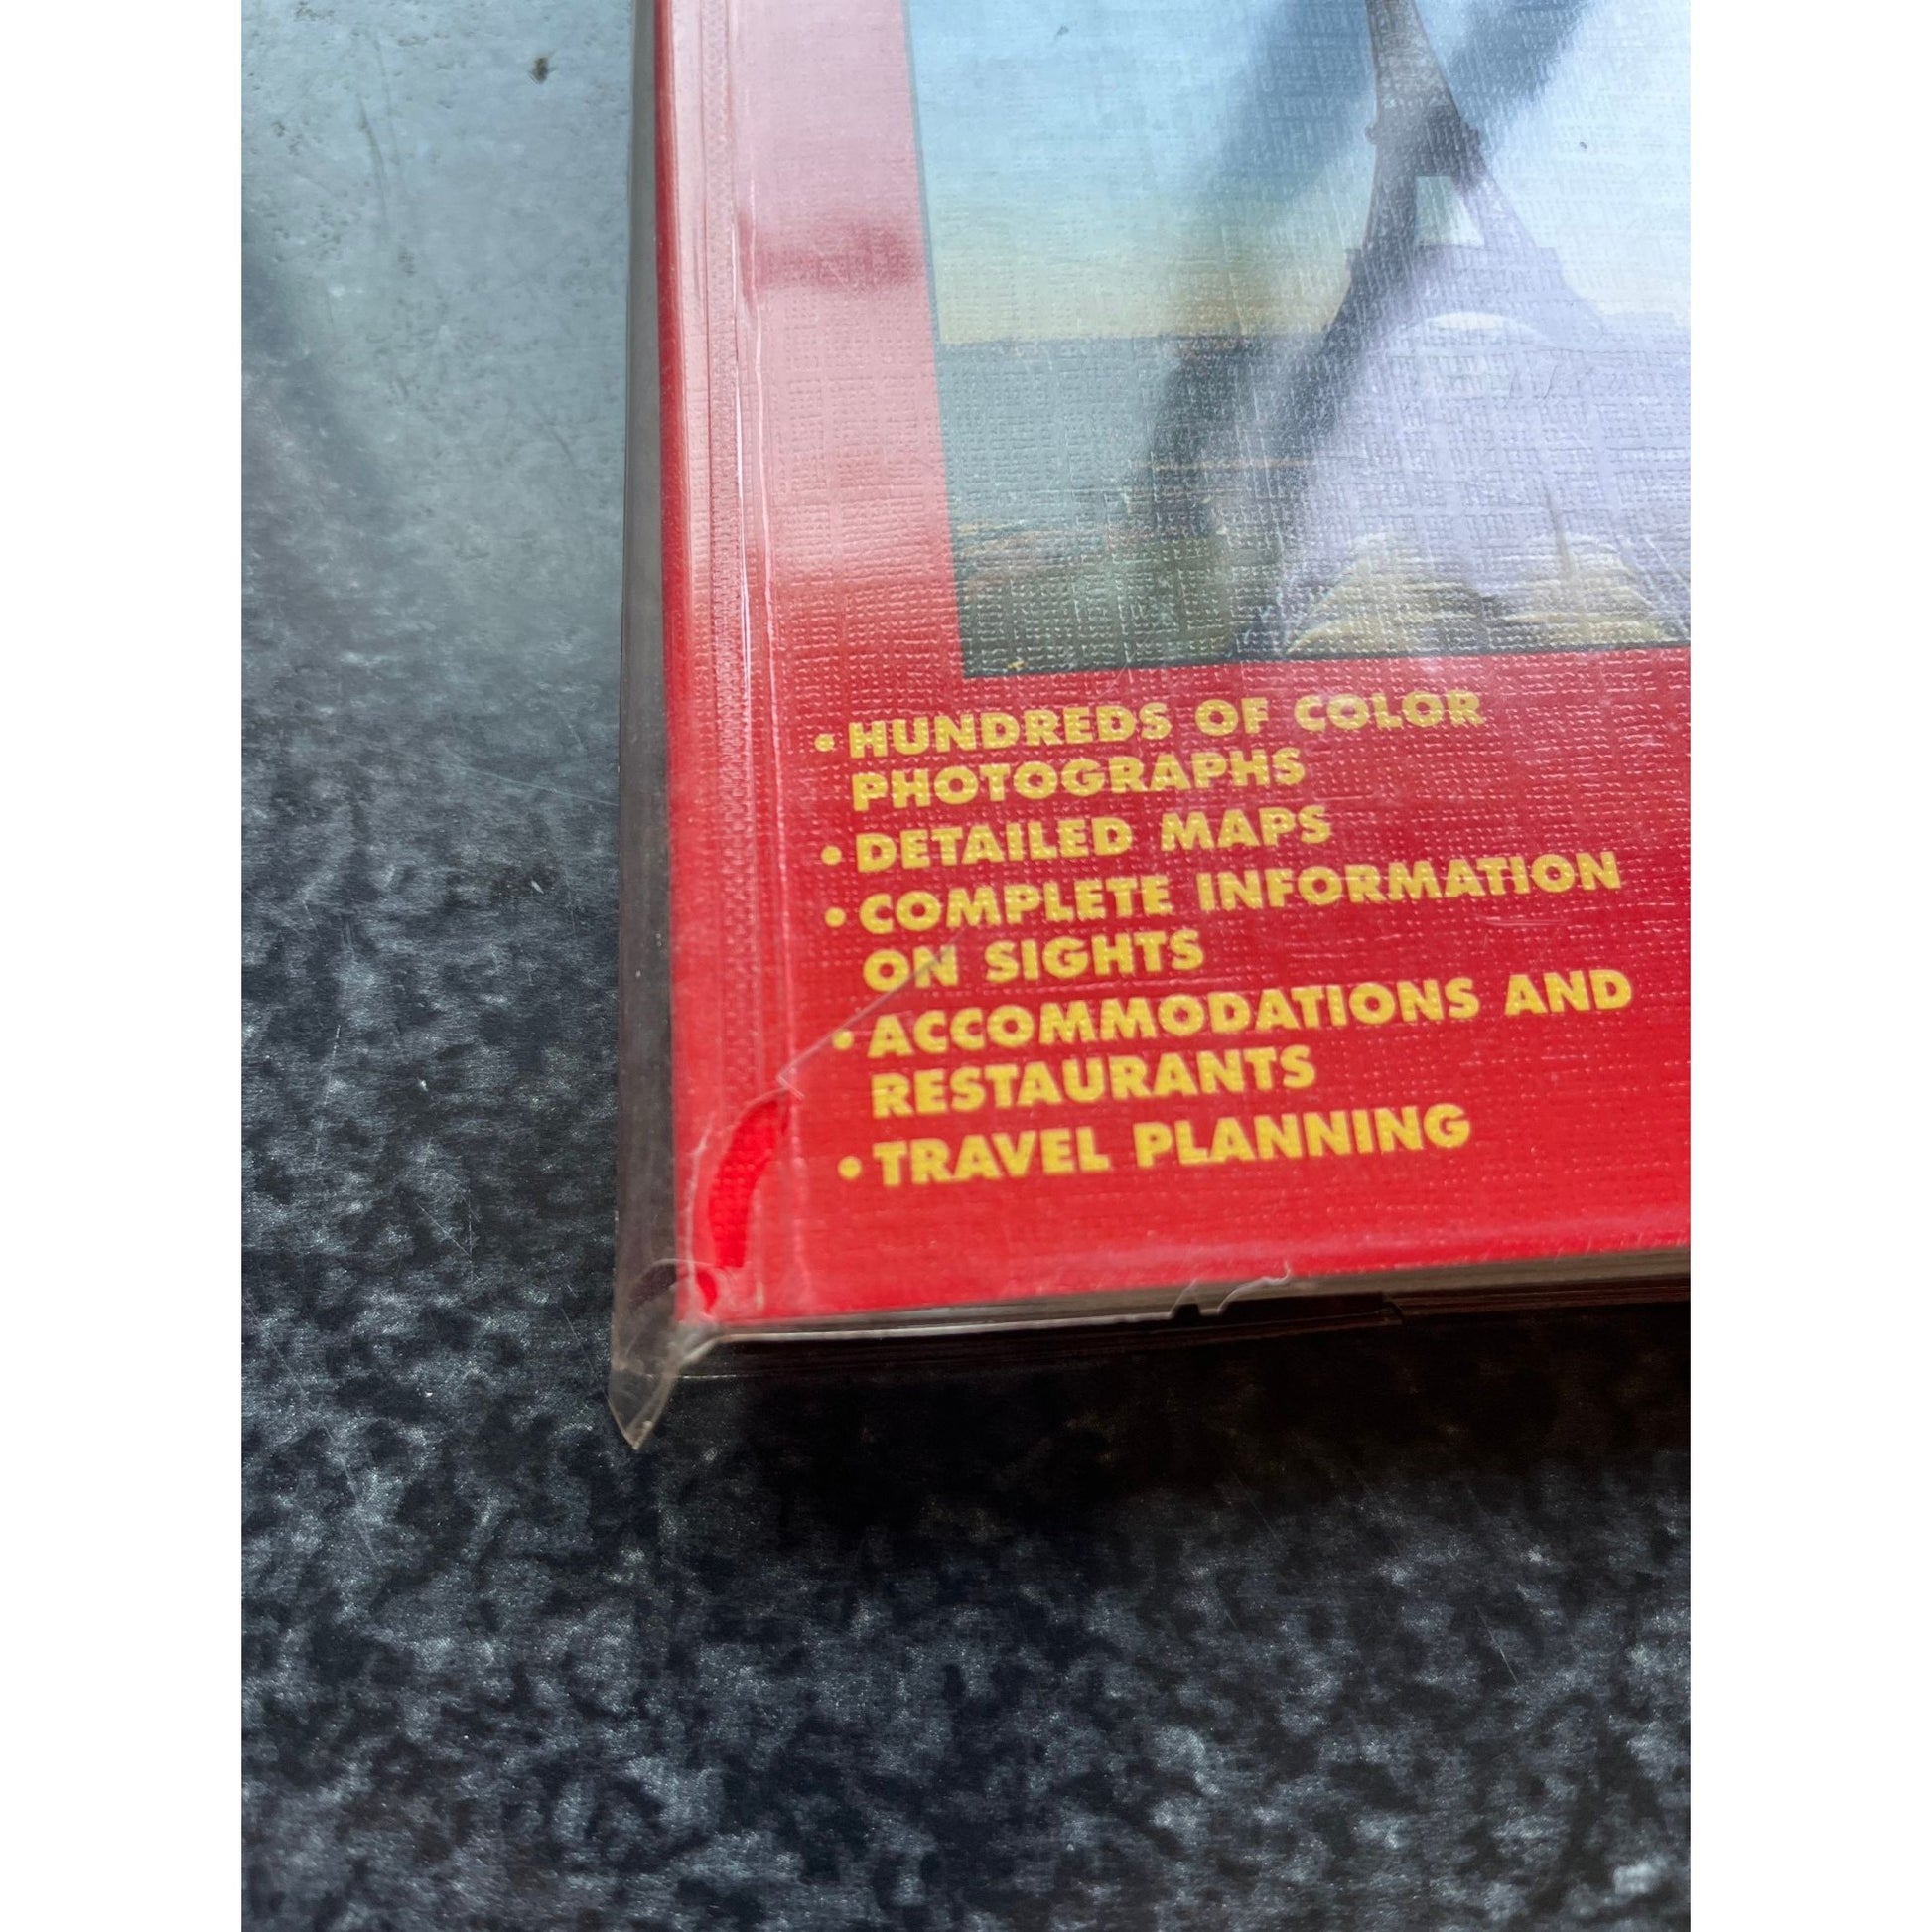 • HUNDREDS OF COLOR
PHOTOGRAPHS
• DETAILED MAPS
• COMPLETE INFORMATION
ON SIGHTS
• ACCOMMODATIONS AND
RESTAURANTS
• TRAVEL PLANNING